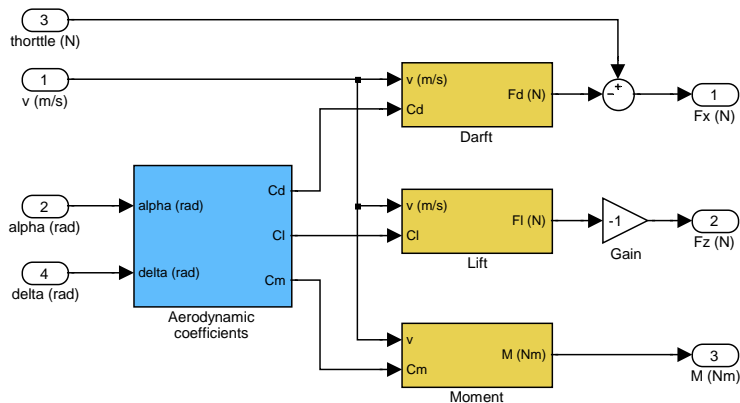 3
thorttle (N)
1
v (m/s)
v (m/s)
Cd
Fd (N)
Darft
−
+
1
Fx (N)
2
alpha (rad)
4
delta (rad)
alpha (rad)
delta (rad)
Cd
Cl
Cm
Aerodynamic
coefficients
v (m/s)
Cl
Fl (N)
Lift
-1
Gain
2
Fz (N)
v
Cm
M (Nm)
Moment
3
M (Nm)